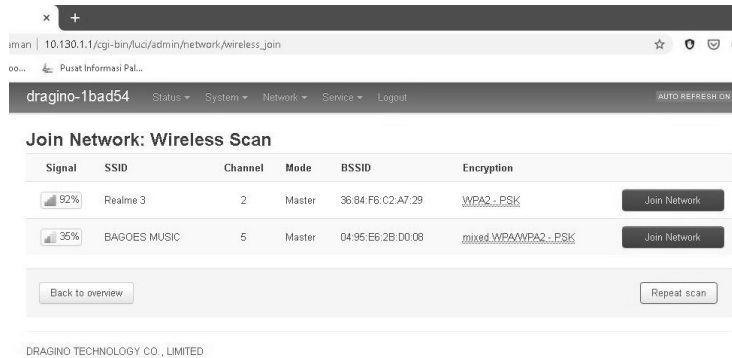 × +
10.130.1.1/cgi-bin/luci/admin/network/wireless_join
Pusat Informasi Pal...
dragino-1bad54 Status System Network Service Logout AUTO REFRESH ON
Join Network: Wireless Scan
Signal SSID Channel Mode BSSID Encryption
92% Realme 3 2 Master 36:84:F6:C2:A7:29 WPA2 - PSK Join Network
35% BAGOES MUSIC 5 Master 04:95:E6:2B:D0:08 mixed WPA/WPA2 - PSK Join Network
Back to overview Repeat scan
DRAGINO TECHNOLOGY CO., LIMITED